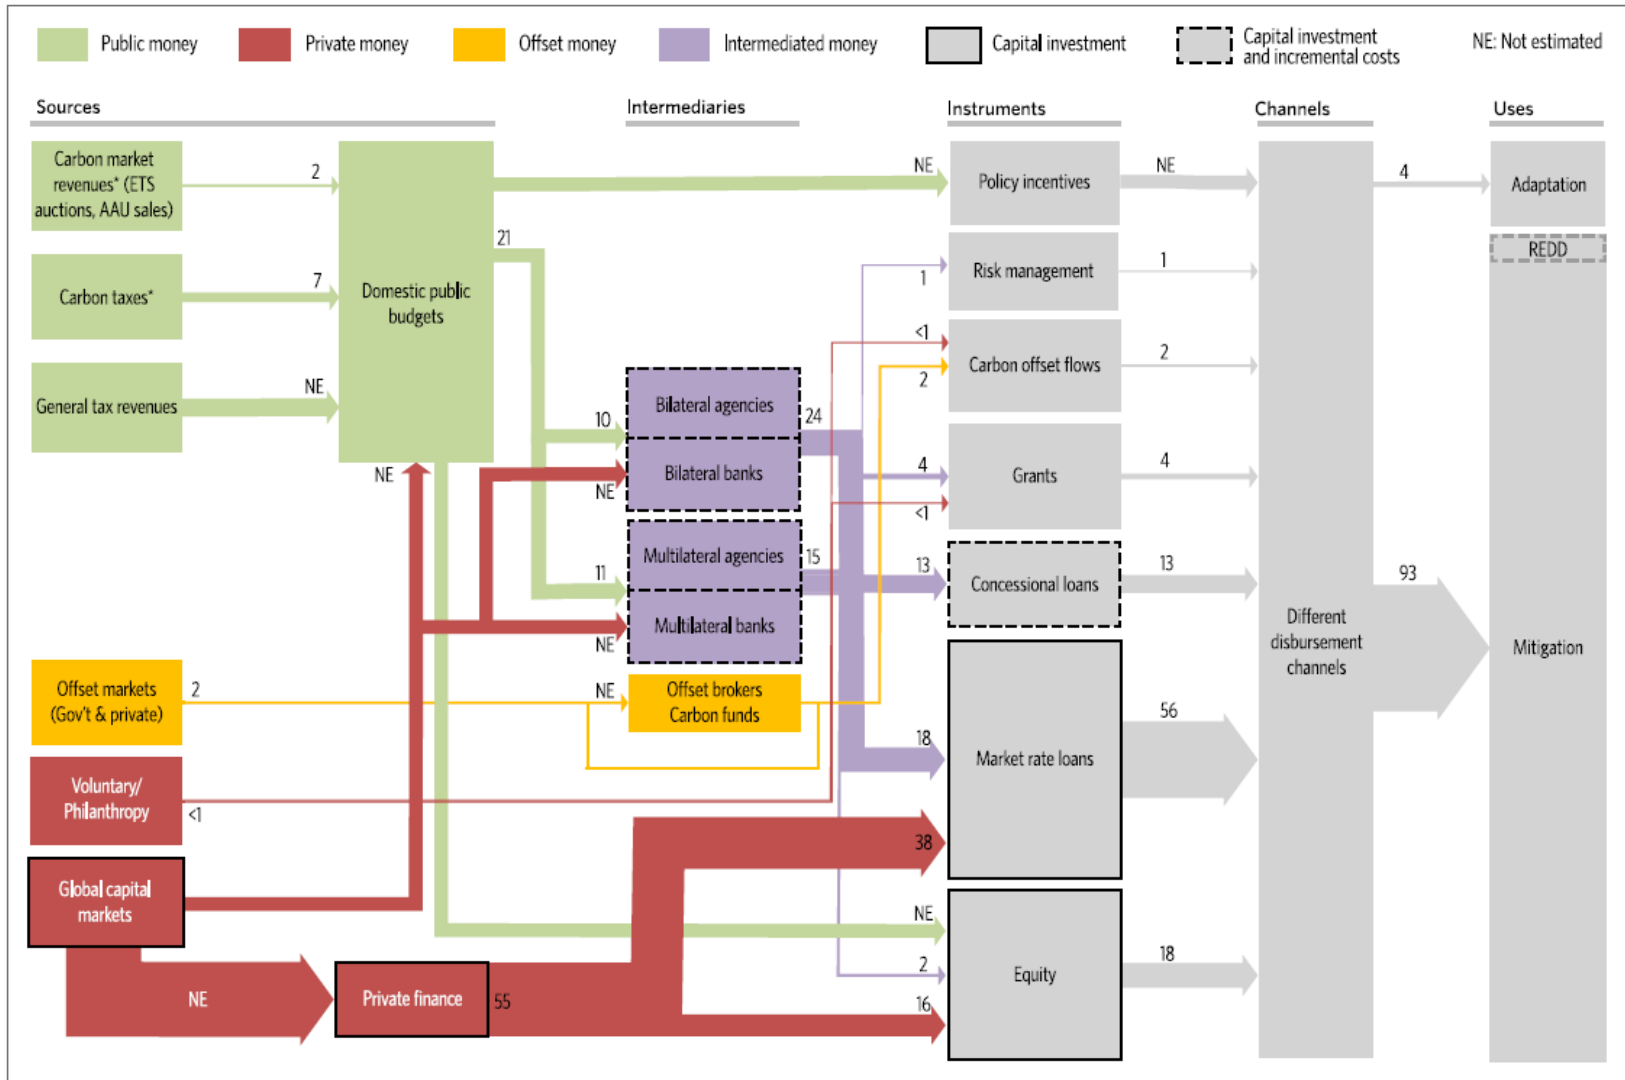 Public money
Private money
Offset money
Intermediated money
Capital investment
Capital investment
and incremental costs
NE: Not estimated
Sources
Intermediaries
Instruments
Channels
Uses
Carbon market
revenues* (ETS
auctions, AAU sales)
2
Carbon taxes*
7
General tax revenues
NE
Domestic public
budgets
21
NE
NE
10
Bilateral agencies
24
Bilateral banks
NE
11
Multilateral agencies
15
Multilateral banks
NE
Offset markets
(Gov't & private)
2
NE
Offset brokers
Carbon funds
Voluntary/
Philanthropy
<1
Global capital
markets
NE
Private finance
55
Policy incentives
NE
1
Risk management
1
<1
2
Carbon offset flows
2
4
<1
Grants
4
13
Concessional loans
13
18
38
Market rate loans
56
NE
2
16
Equity
18
Different
disbursement
channels
4
93
Adaptation
REDD
Mitigation